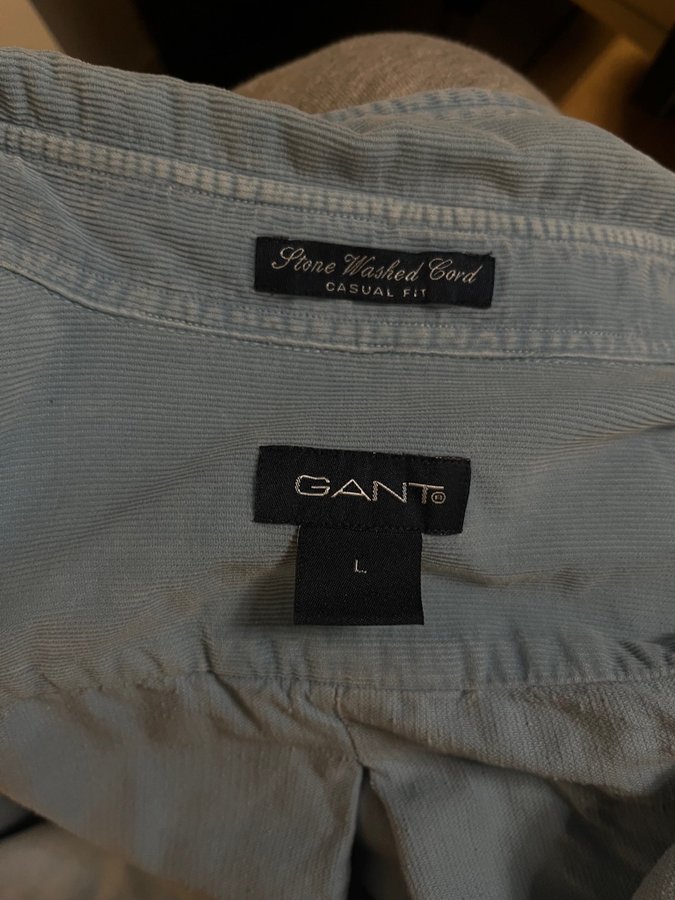 Stone Washed Cord
CASUAL FIT
GANT
L